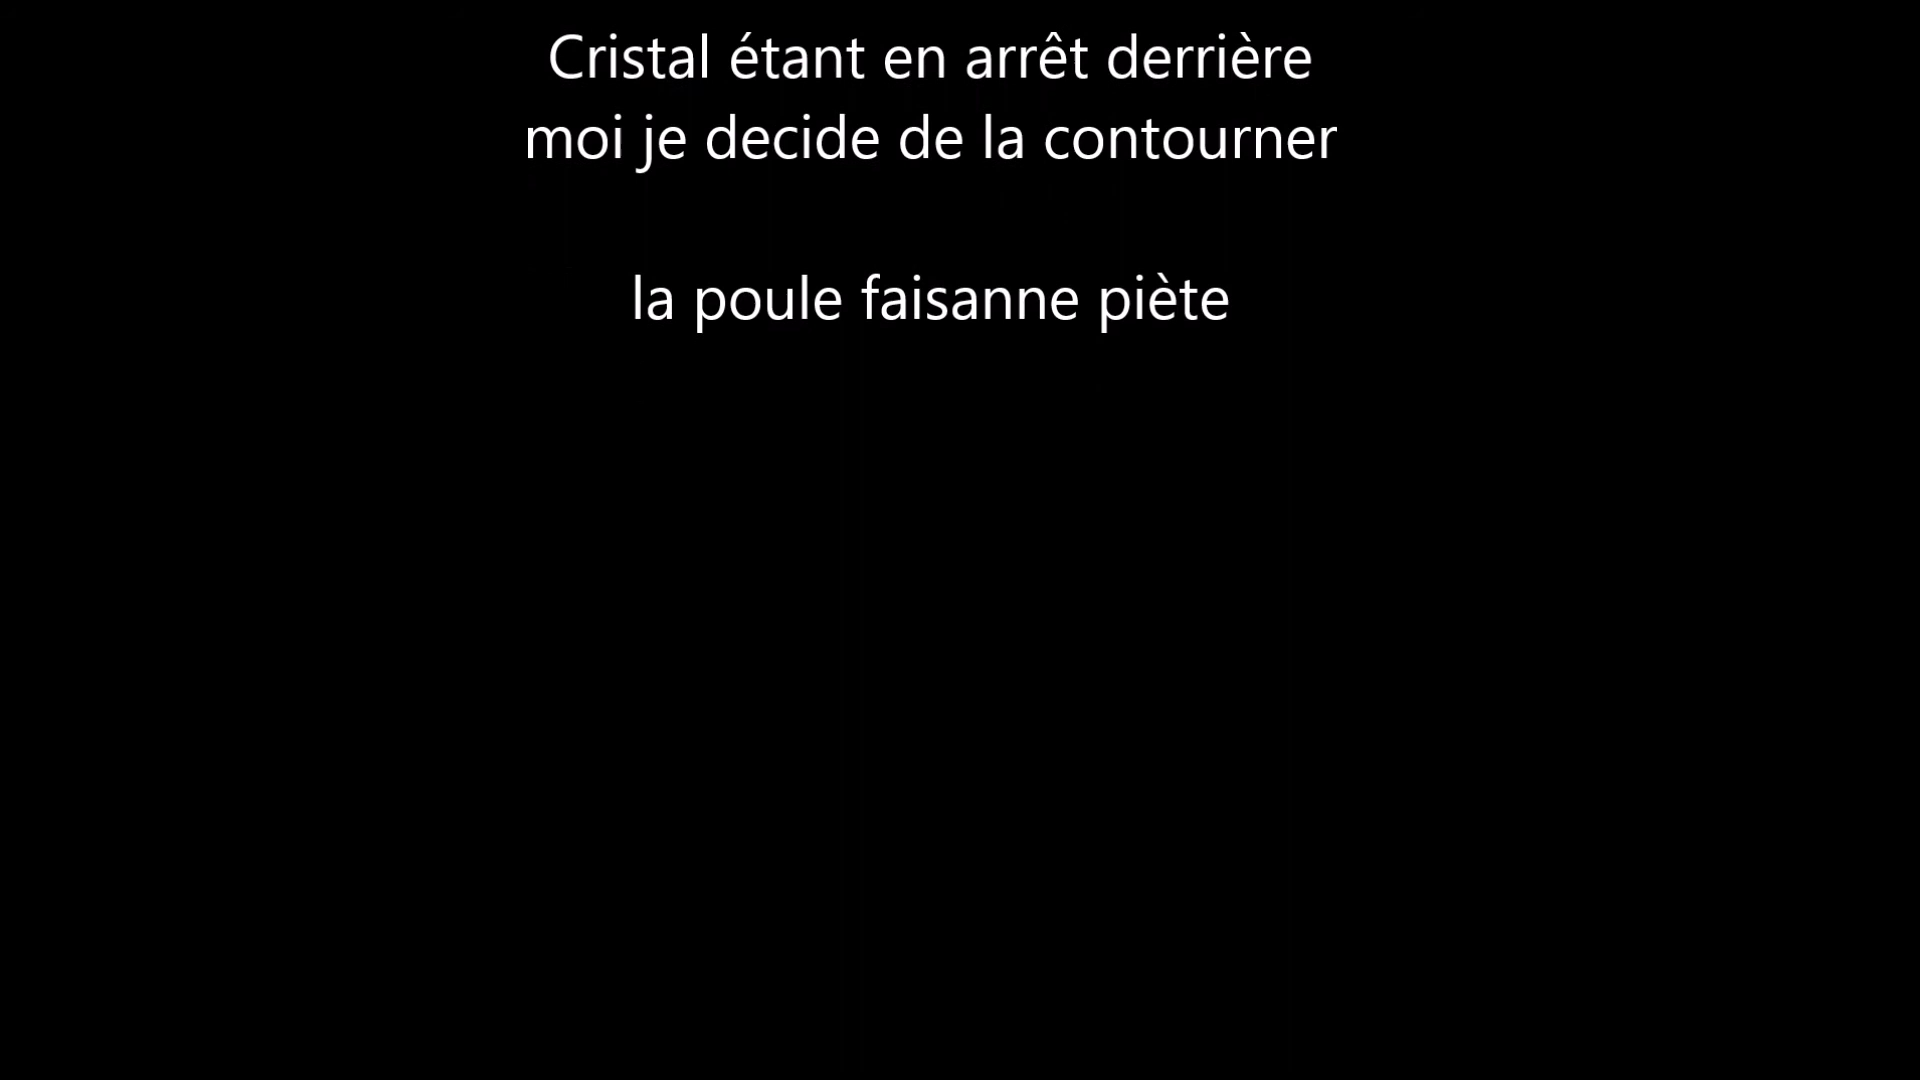 Cristal étant en arrêt derrière
moi je decide de la contourner
la poule faisanne piète